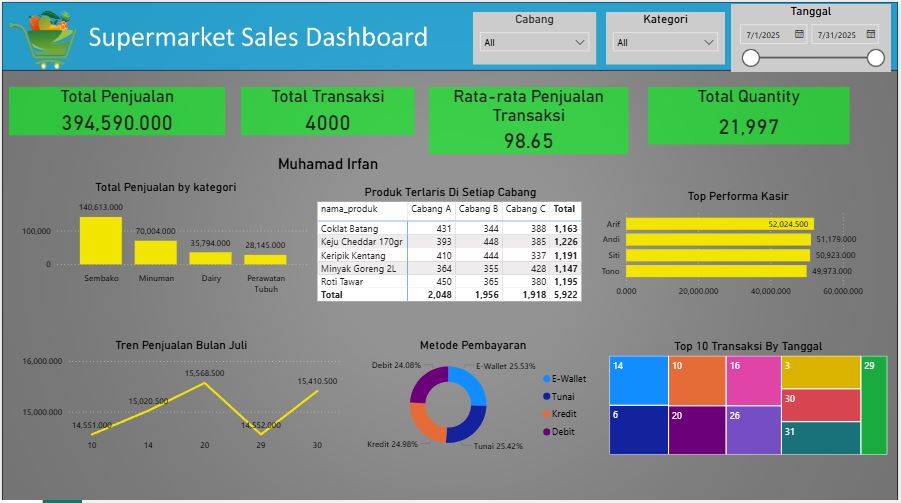 Supermarket Sales Dashboard
Cabang
All
Kategori
All
Tanggal
7/1/2025 7/31/2025
Total Penjualan
394,590.000
Total Transaksi
4000
Rata-rata Penjualan
Transaksi
98.65
Total Quantity
21,997
Muhamad Irfan
Total Penjualan by kategori
140,613.000
70,004.000
35,794.000
28,145.000
100,000
0
Sembako Minuman Dairy Perawatan
Tubuh
Produk Terlaris Di Setiap Cabang
nama_produk Cabang A Cabang B Cabang C Total
Coklat Batang 431 344 388 1,163
Keju Cheddar 170gr 393 448 385 1,226
Keripik Kentang 410 444 337 1,191
Minyak Goreng 2L 364 355 428 1,147
Roti Tawar 450 365 380 1,195
Total 2,048 1,956 1,918 5,922
Top Performa Kasir
Arif 52,024.500
Andi 51,179.000
Siti 50,923.000
Tono 49,973.000
0.000 20,000.000 40,000.000 60,000.000
Tren Penjualan Bulan Juli
16,000.000
15,000.000
14,551.000
15,020.500
15,568.500
14,552.000
15,410.500
10 14 20 29 30
Metode Pembayaran
Debit 24.08%
E-Wallet 25.53%
Kredit 24.98%
Tunai 25.42%
E-Wallet
Tunai
Kredit
Debit
Top 10 Transaksi By Tanggal
14 10 16 3 29
30
6 20 26
31